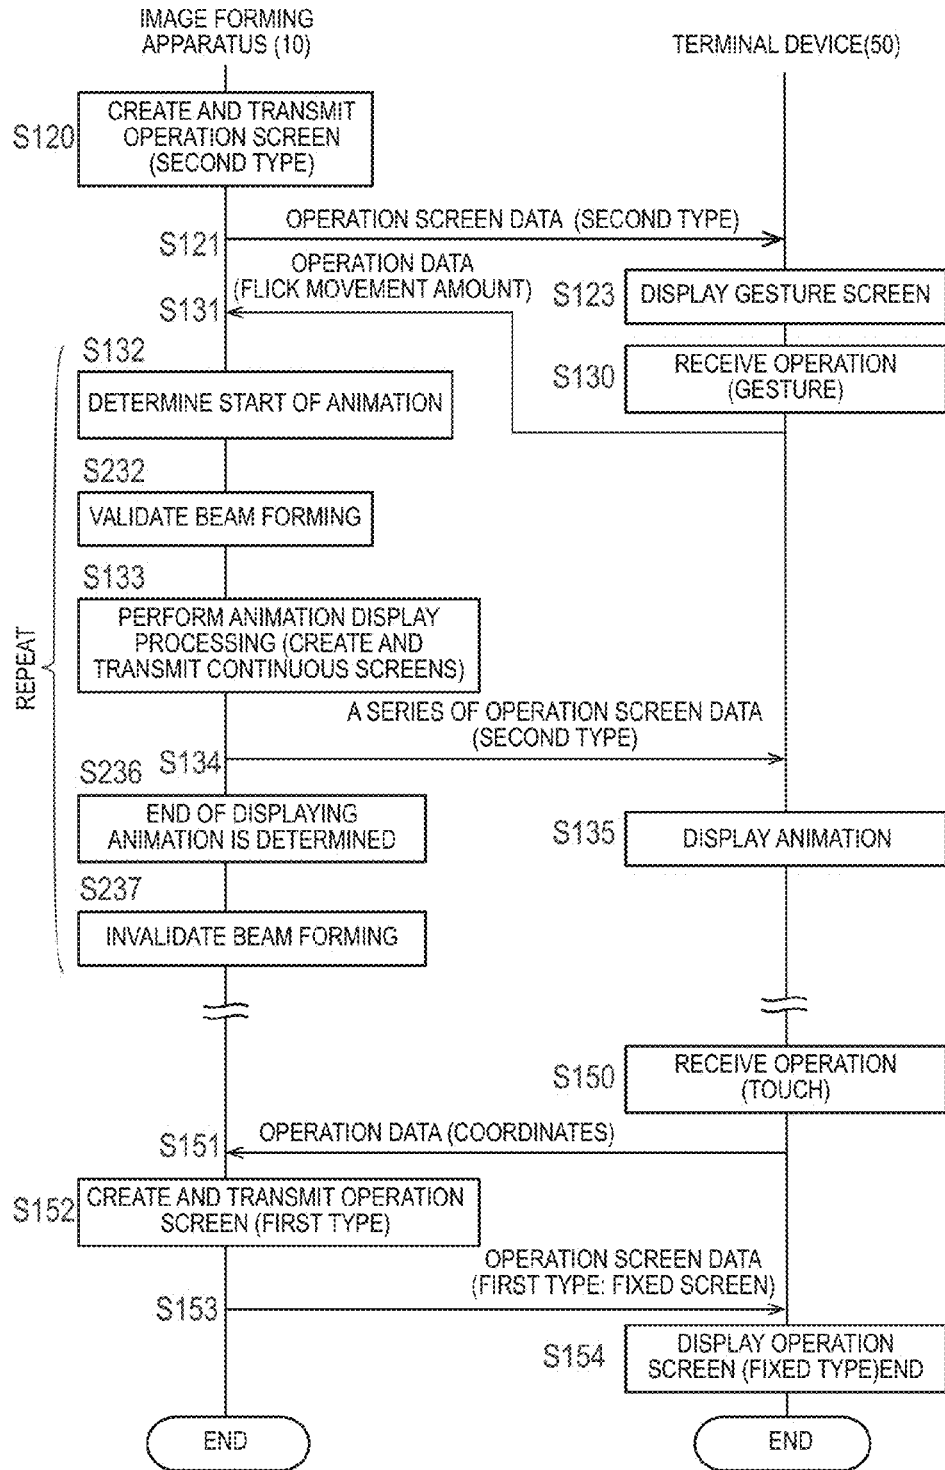 IMAGE FORMING
APPARATUS (10)
TERMINAL DEVICE(50)
S120
CREATE AND TRANSMIT
OPERATION SCREEN
(SECOND TYPE)
OPERATION SCREEN DATA (SECOND TYPE)
S121
OPERATION DATA
(FLICK MOVEMENT AMOUNT)
S131
S123
DISPLAY GESTURE SCREEN
S132
S130
RECEIVE OPERATION
(GESTURE)
DETERMINE START OF ANIMATION
S232
VALIDATE BEAM FORMING
S133
PERFORM ANIMATION DISPLAY
PROCESSING (CREATE AND
TRANSMIT CONTINUOUS SCREENS)
REPEAT
A SERIES OF OPERATION SCREEN DATA
(SECOND TYPE)
S134
S236
END OF DISPLAYING
ANIMATION IS DETERMINED
S135
DISPLAY ANIMATION
S237
INVALIDATE BEAM FORMING
S150
RECEIVE OPERATION
(TOUCH)
OPERATION DATA (COORDINATES)
S151
S152
CREATE AND TRANSMIT OPERATION
SCREEN (FIRST TYPE)
OPERATION SCREEN DATA
(FIRST TYPE: FIXED SCREEN)
S153
S154
DISPLAY OPERATION
SCREEN (FIXED TYPE)END
END
END